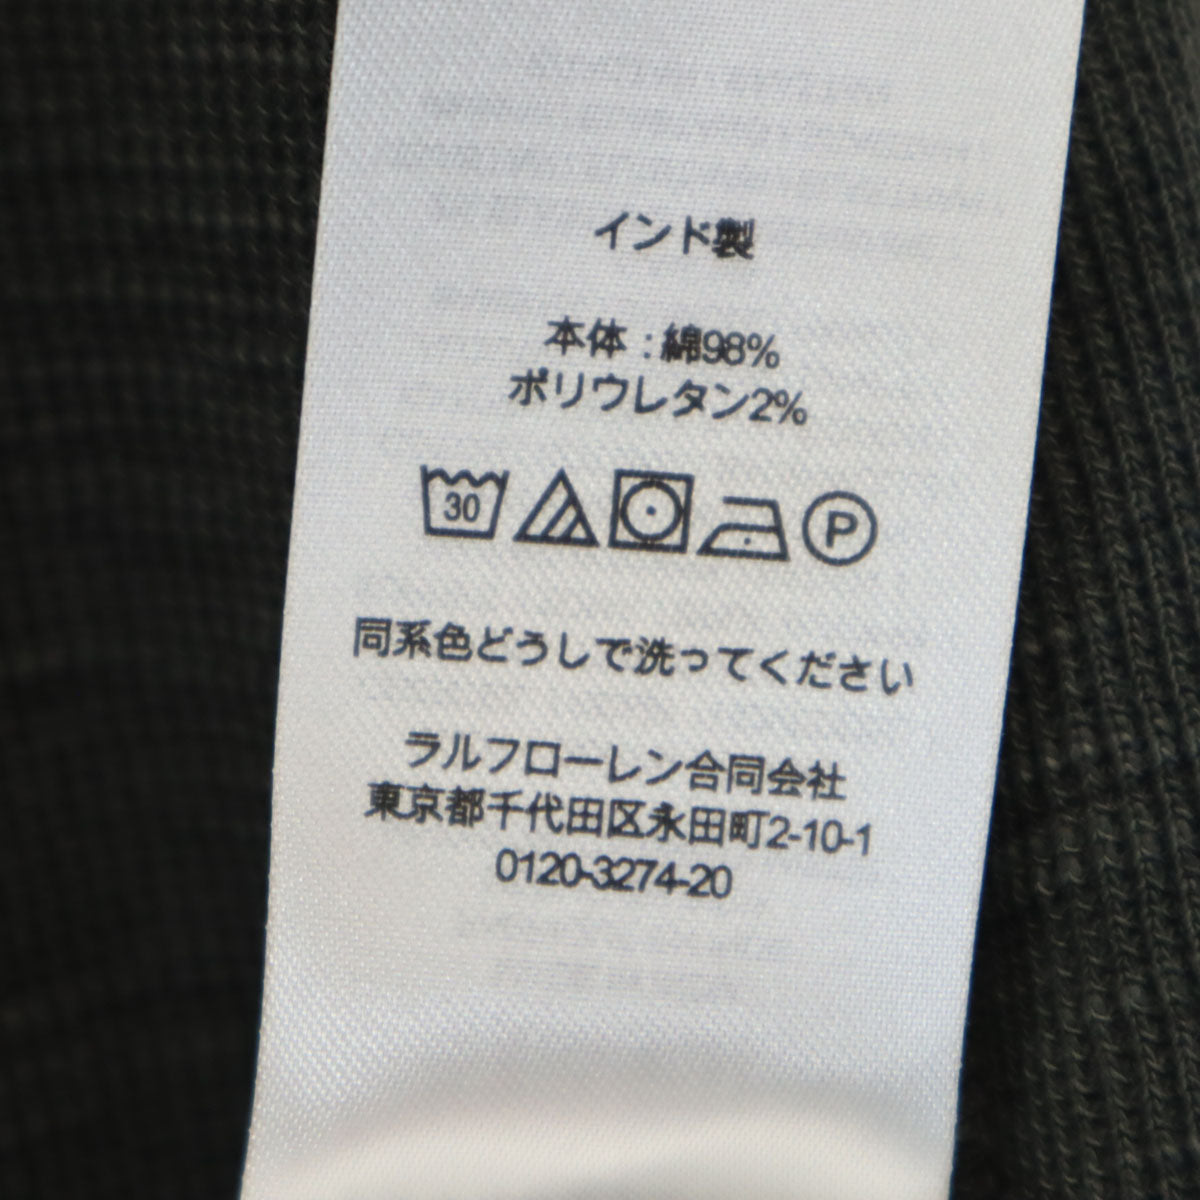 インド製
本体:綿98%
ポリウレタン2%
30 P
同系色どうしで洗ってください
ラルフローレン合同会社
東京都千代田区永田町2-10-1
0120-3274-20